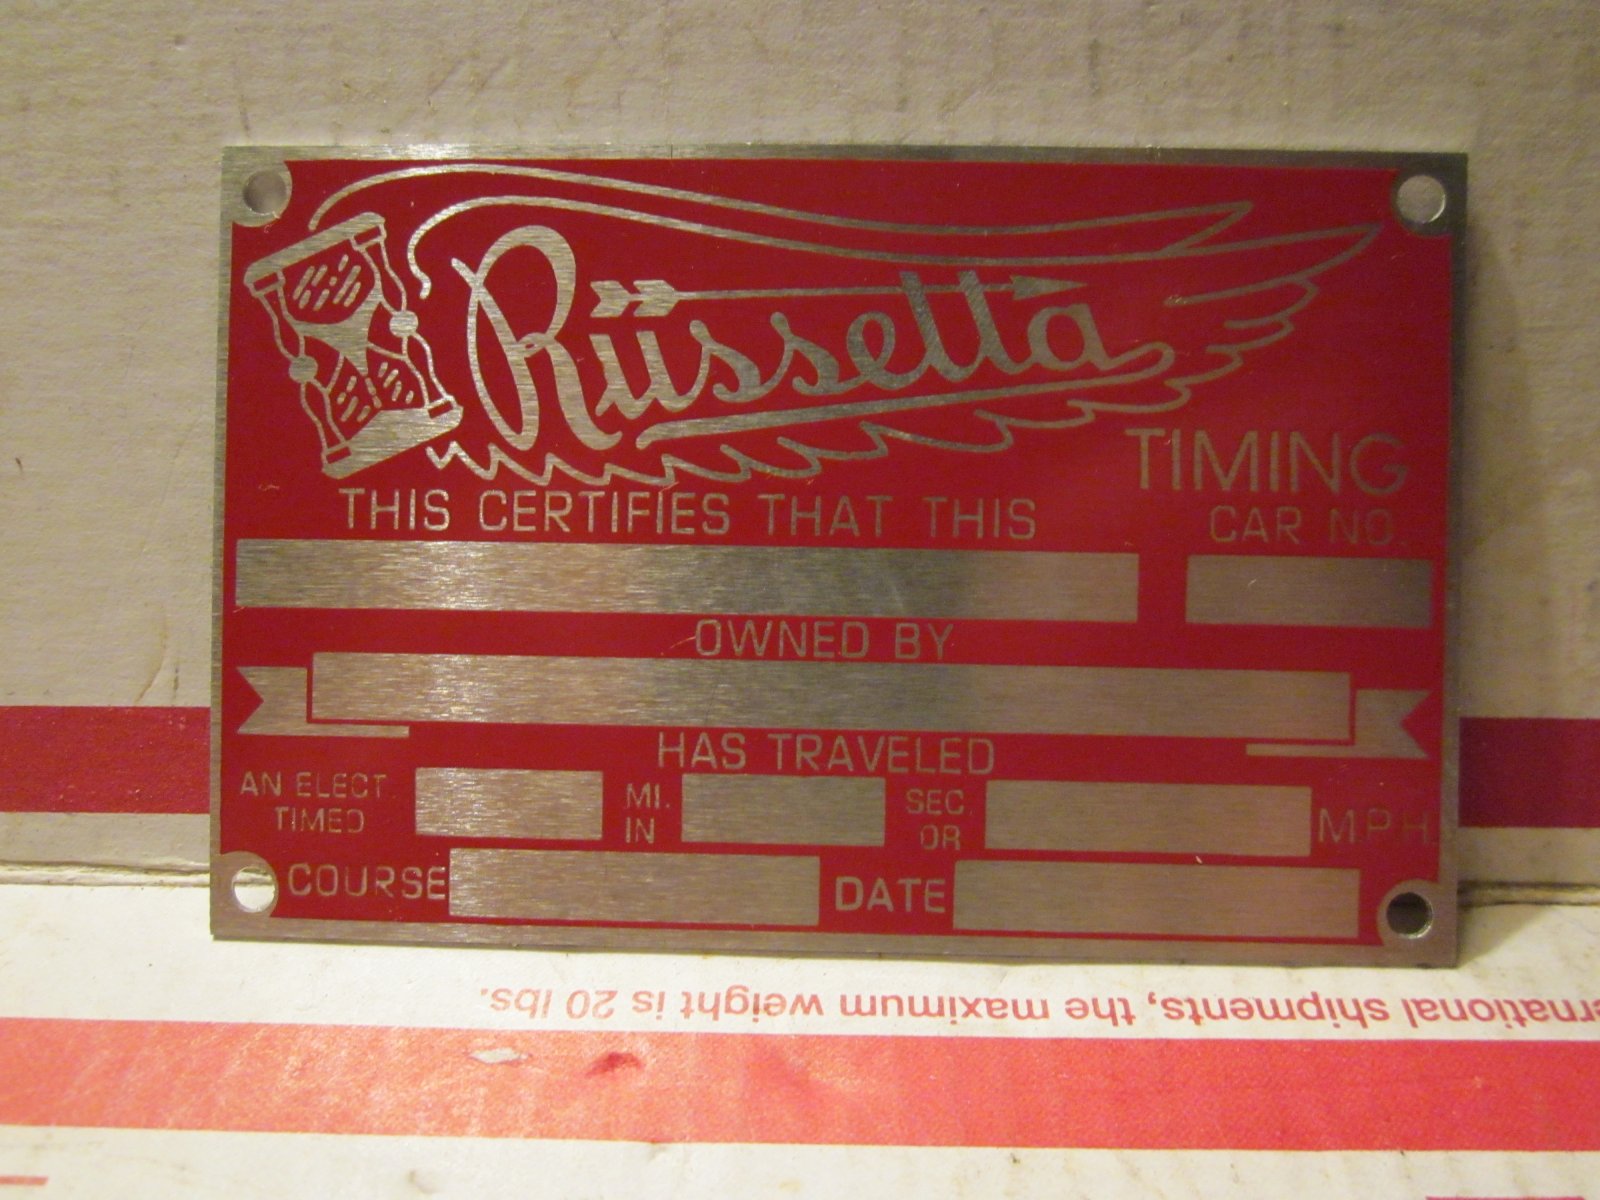 Rüssetta
TIMING
THIS CERTIFIES THAT THIS
CAR NO.
OWNED BY
HAS TRAVELED
AN ELECT. TIMED
MI. IN
SEC. OR
M.P.H.
COURSE
DATE
ernational shipments, the maximum weight is 20 lbs.